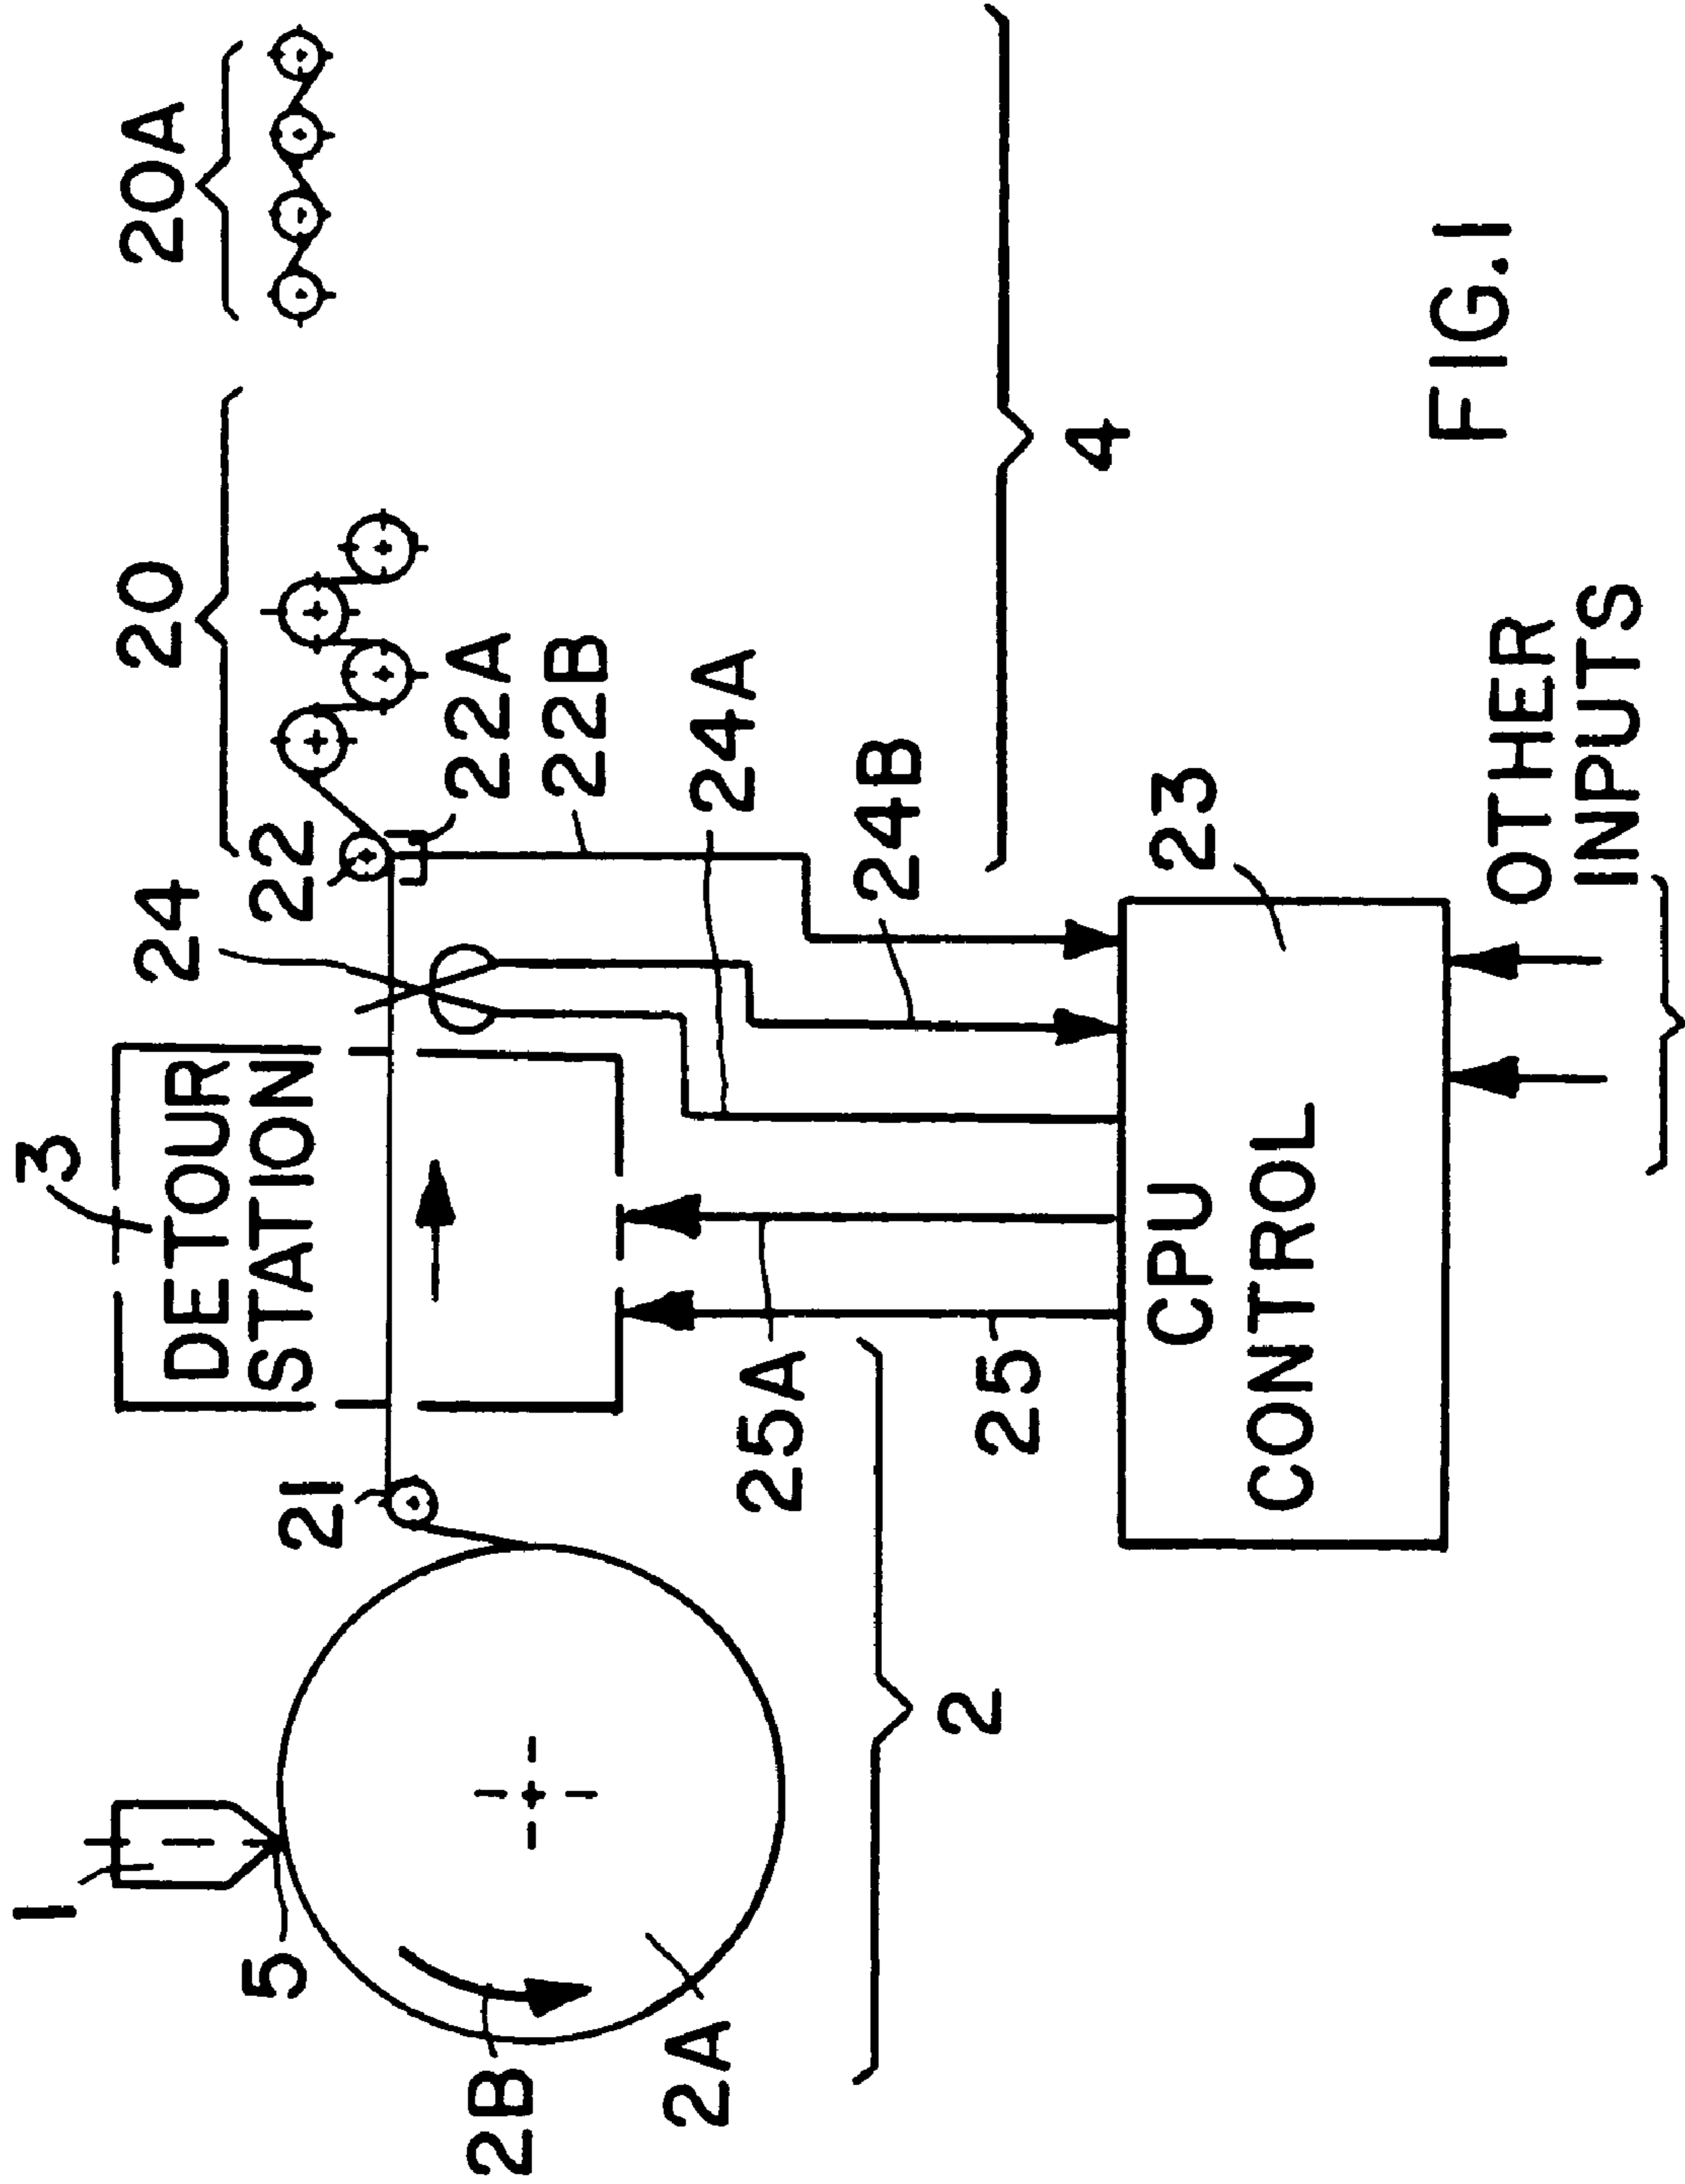 3
20
20A
24
DETOUR
STATION
22
1
21
5
22A
22B
2B
24A
2A
25A
24B
25
2
4
CPU
CONTROL
23
OTHER
INPUTS
FIG.1